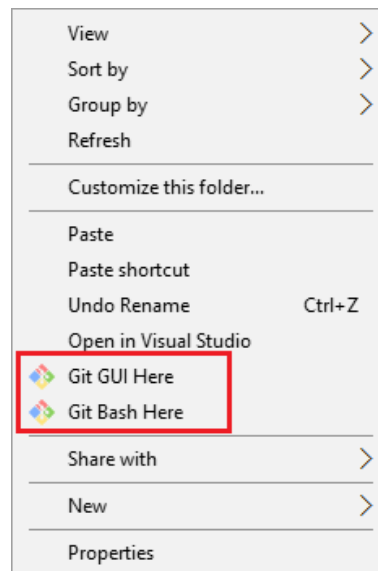 View
Sort by
Group by
Refresh
Customize this folder...
Paste
Paste shortcut
Undo Rename Ctrl+Z
Open in Visual Studio
Git GUI Here
Git Bash Here
Share with
New
Properties